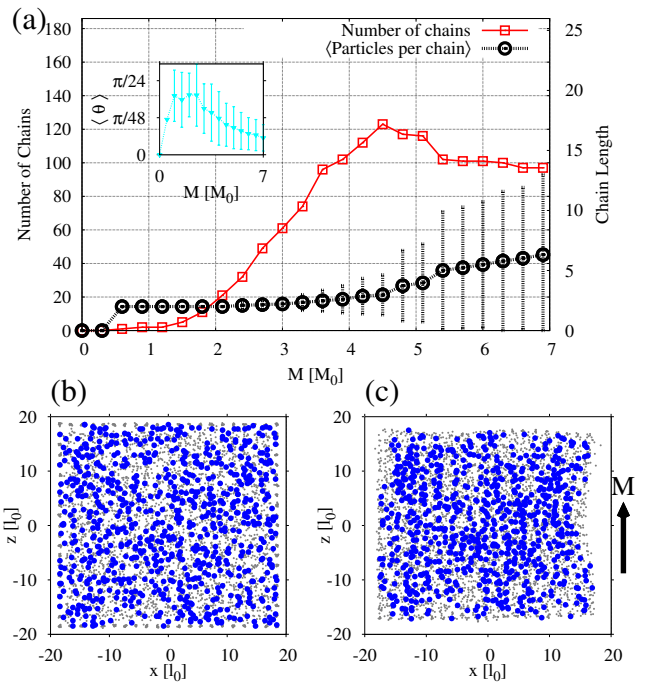 (a)
Number of chains
⟨Particles per chain⟩
180
160
140
120
100
80
60
40
20
0
Number of Chains
25
20
15
10
5
0
Chain Length
0 1 2 3 4 5 6 7
M [M₀]
⟨ θ ⟩
π/24
π/48
0
0 7
M [M₀]
(b)
20
10
0
-10
-20
z [l₀]
-20 -10 0 10 20
x [l₀]
(c)
20
10
0
-10
-20
z [l₀]
-20 -10 0 10 20
x [l₀]
M